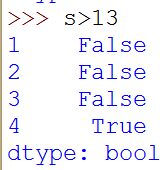 >>> s>13
1    False
2    False
3    False
4     True
dtype: bool